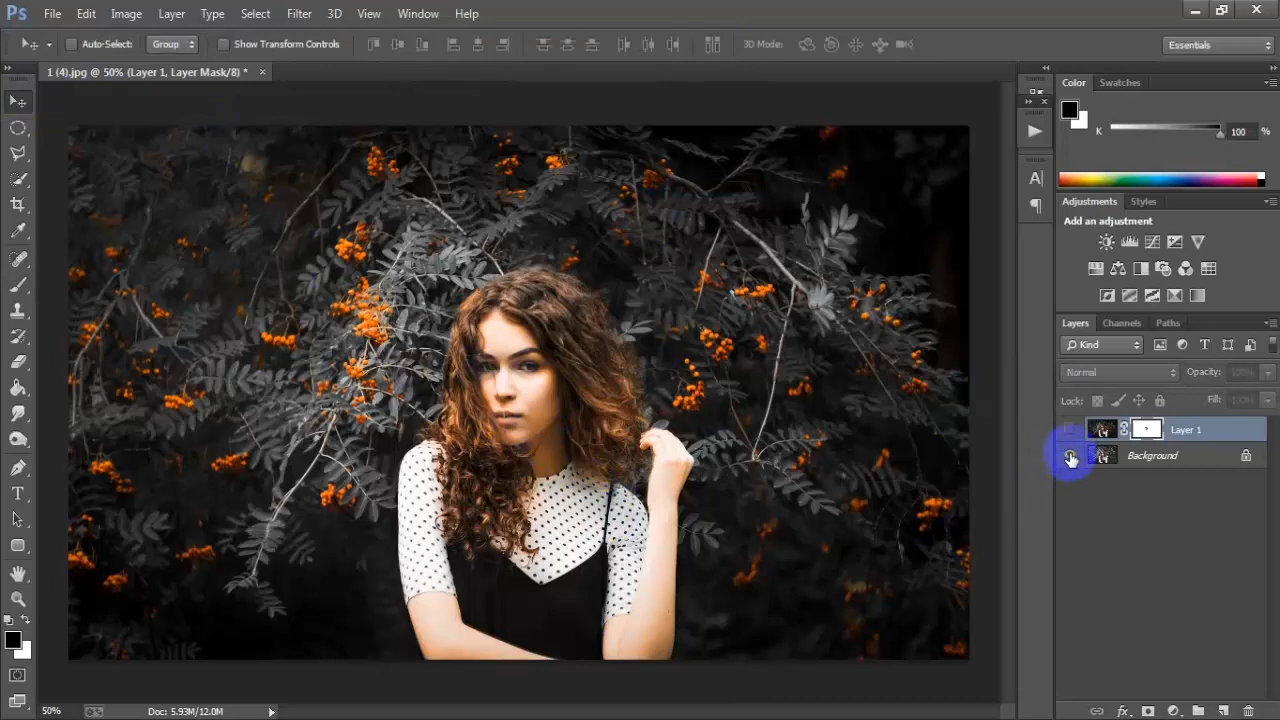 Ps File Edit Image Layer Type Select Filter 3D View Window Help
Auto-Select: Group Show Transform Controls 3D Mode: Essentials
1 (4).jpg @ 50% (Layer 1, Layer Mask/8) *
Color Swatches
K 100 %
Adjustments Styles
Add an adjustment
Layers Channels Paths
Kind
Normal Opacity: 100%
Lock: Fill: 100%
Layer 1
Background
50% Doc: 5.93M/12.0M